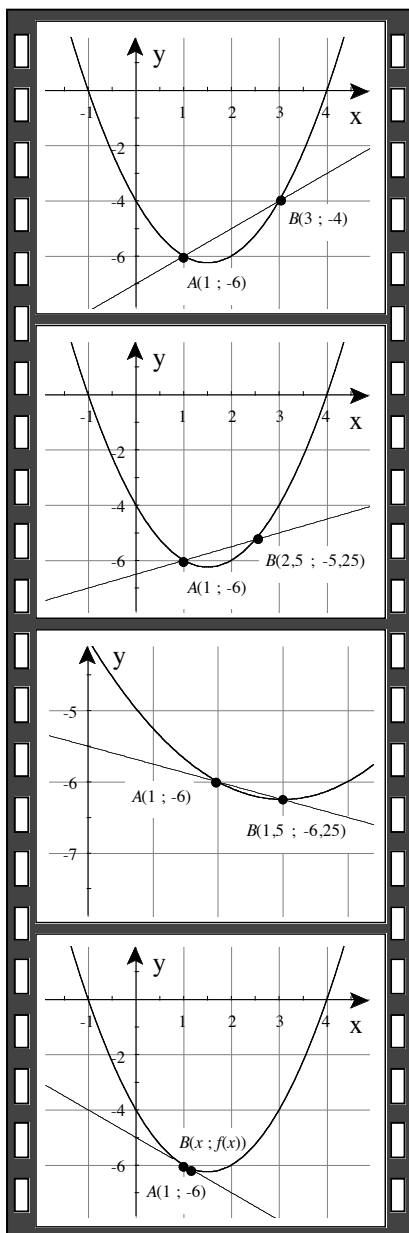 y
-1
1
2
3
4
x
-2
-4
B(3 ; -4)
-6
A(1 ; -6)
y
-1
1
2
3
4
x
-2
-4
-6
B(2,5 ; -5,25)
A(1 ; -6)
y
-5
-6
A(1 ; -6)
B(1,5 ; -6,25)
-7
y
-1
1
2
3
4
x
-2
-4
B(x ; f(x))
-6
A(1 ; -6)